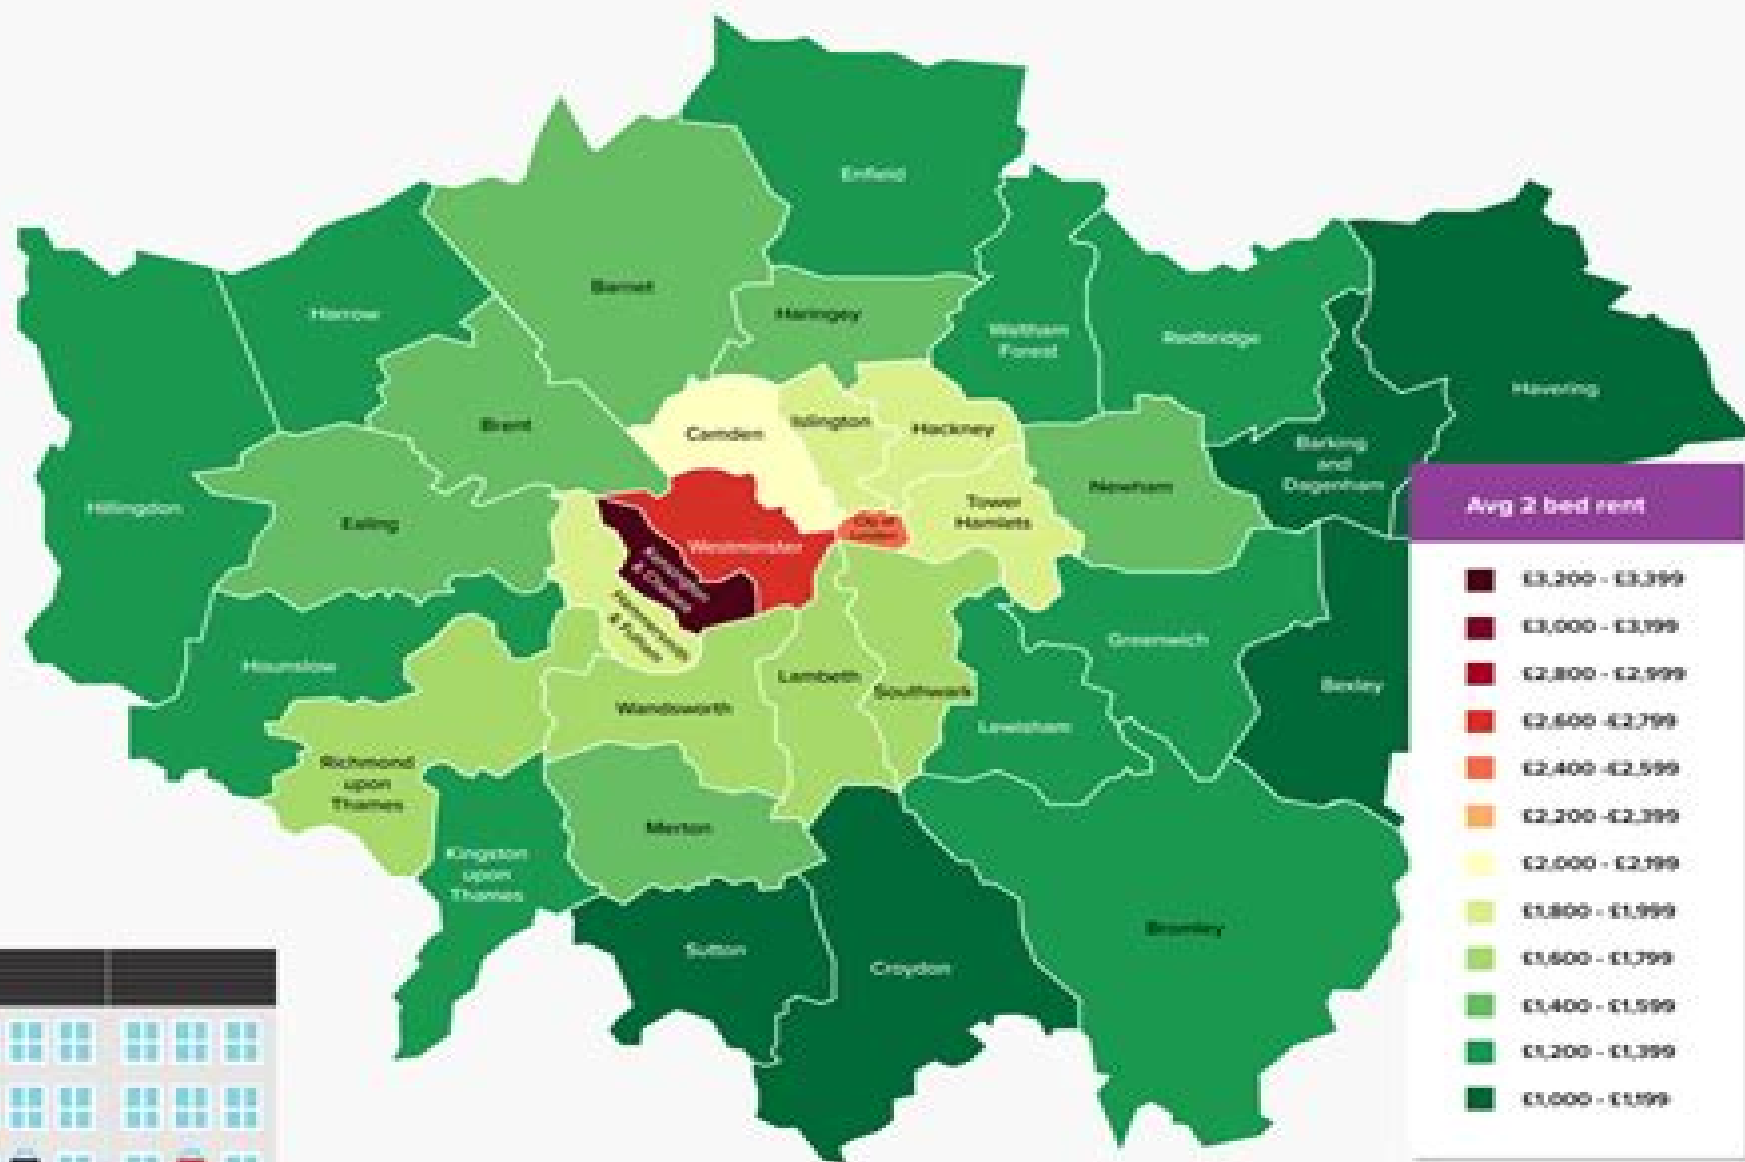 Enfield
Barnet
Harrow
Haringey
Waltham
Forest
Redbridge
Havering
Brent
Camden
Islington
Hackney
Barking
and
Dagenham
Hillingdon
Ealing
Newham
Tower
Hamlets
City of
London
Westminster
Kensington
& Chelsea
Hammersmith
& Fulham
Hounslow
Greenwich
Bexley
Lambeth
Southwark
Wandsworth
Lewisham
Richmond
upon
Thames
Merton
Kingston
upon
Thames
Sutton
Croydon
Bromley
Avg 2 bed rent
£3,200 - £3,399
£3,000 - £3,199
£2,800 - £2,999
£2,600 -£2,799
£2,400 -£2,599
£2,200 -£2,399
£2,000 - £2,199
£1,800 - £1,999
£1,600 - £1,799
£1,400 - £1,599
£1,200 - £1,399
£1,000 - £1,199